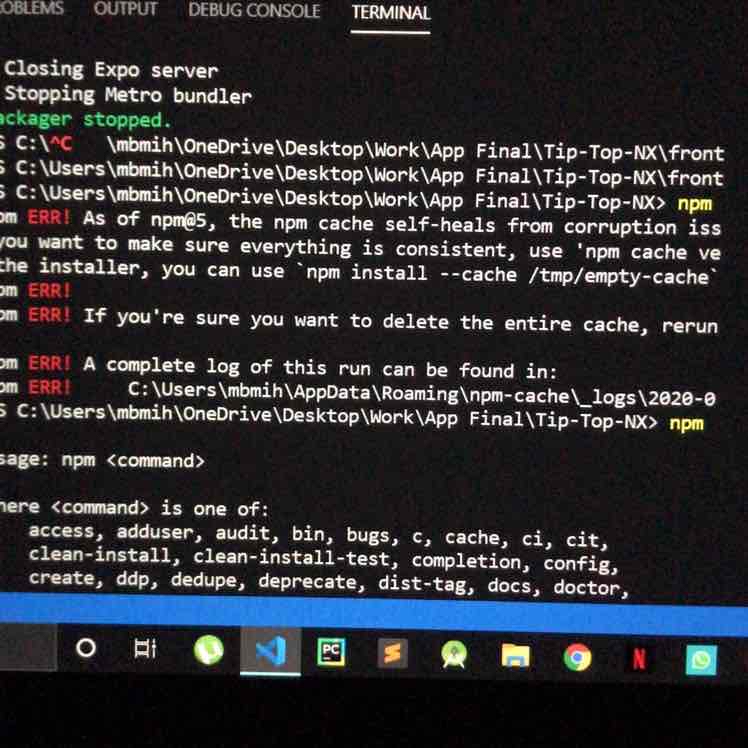 OBLEMS OUTPUT DEBUG CONSOLE TERMINAL
Closing Expo server
Stopping Metro bundler
ackager stopped.
S C:\^C \mbmih\OneDrive\Desktop\Work\App Final\Tip-Top-NX\front
S C:\Users\mbmih\OneDrive\Desktop\Work\App Final\Tip-Top-NX\front
S C:\Users\mbmih\OneDrive\Desktop\Work\App Final\Tip-Top-NX> npm
pm ERR! As of npm@5, the npm cache self-heals from corruption iss
you want to make sure everything is consistent, use 'npm cache ve
the installer, you can use `npm install --cache /tmp/empty-cache`
pm ERR!
pm ERR! If you're sure you want to delete the entire cache, rerun
pm ERR! A complete log of this run can be found in:
pm ERR! C:\Users\mbmih\AppData\Roaming\npm-cache\_logs\2020-0
S C:\Users\mbmih\OneDrive\Desktop\Work\App Final\Tip-Top-NX> npm
sage: npm <command>
here <command> is one of:
access, adduser, audit, bin, bugs, c, cache, ci, cit,
clean-install, clean-install-test, completion, config,
create, ddp, dedupe, deprecate, dist-tag, docs, doctor,
PC
N